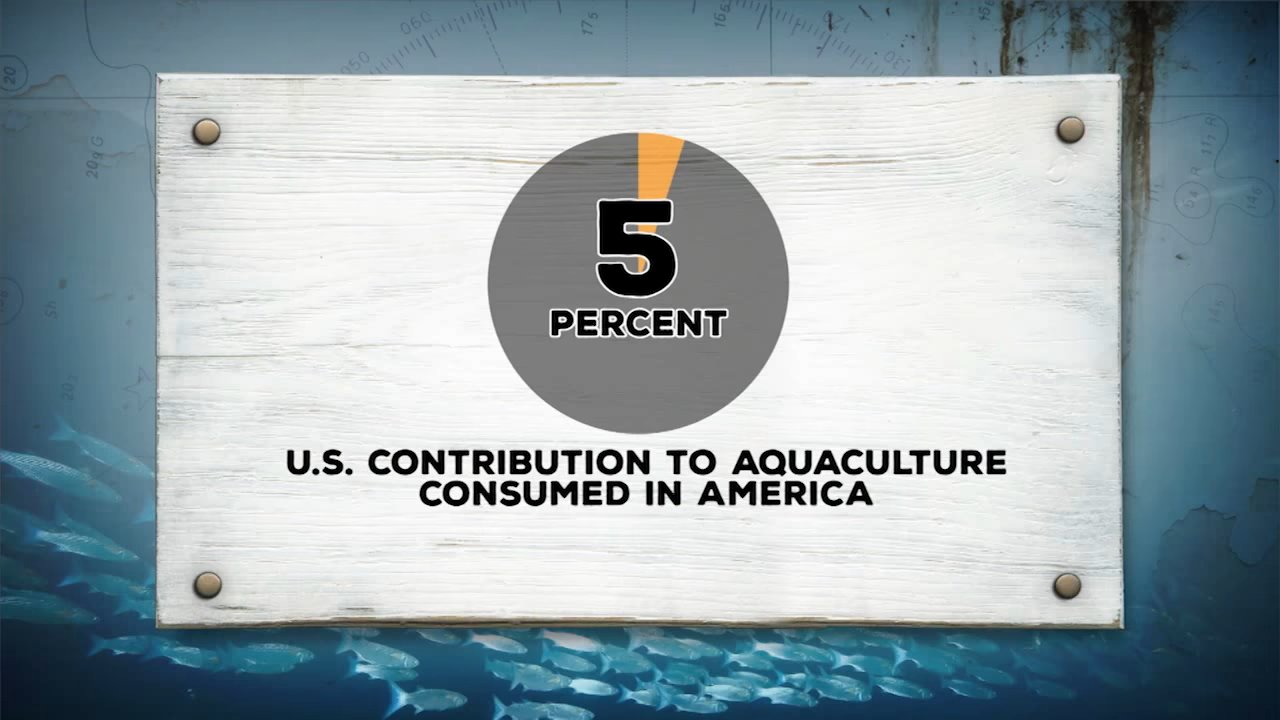 5
PERCENT
U.S. CONTRIBUTION TO AQUACULTURE
CONSUMED IN AMERICA